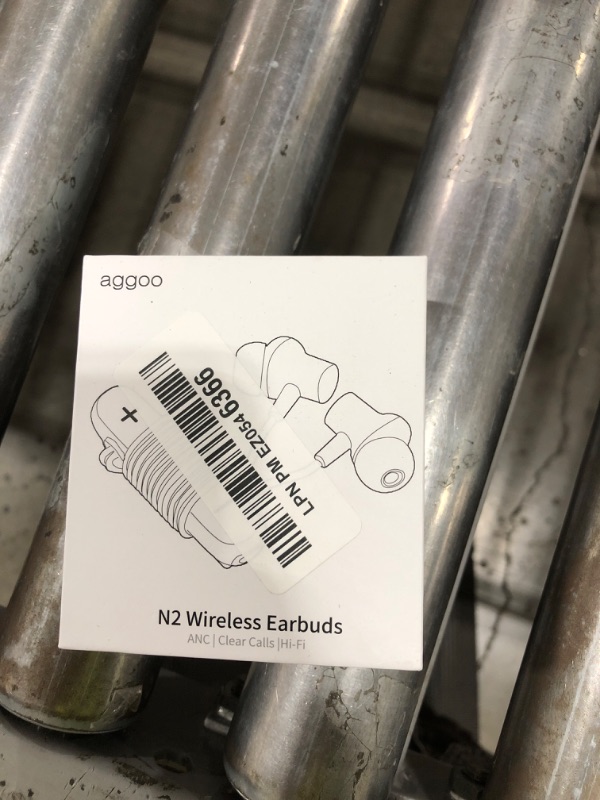 aggoo
LPN PM EZ0546366
N2 Wireless Earbuds
ANC | Clear Calls |Hi-Fi